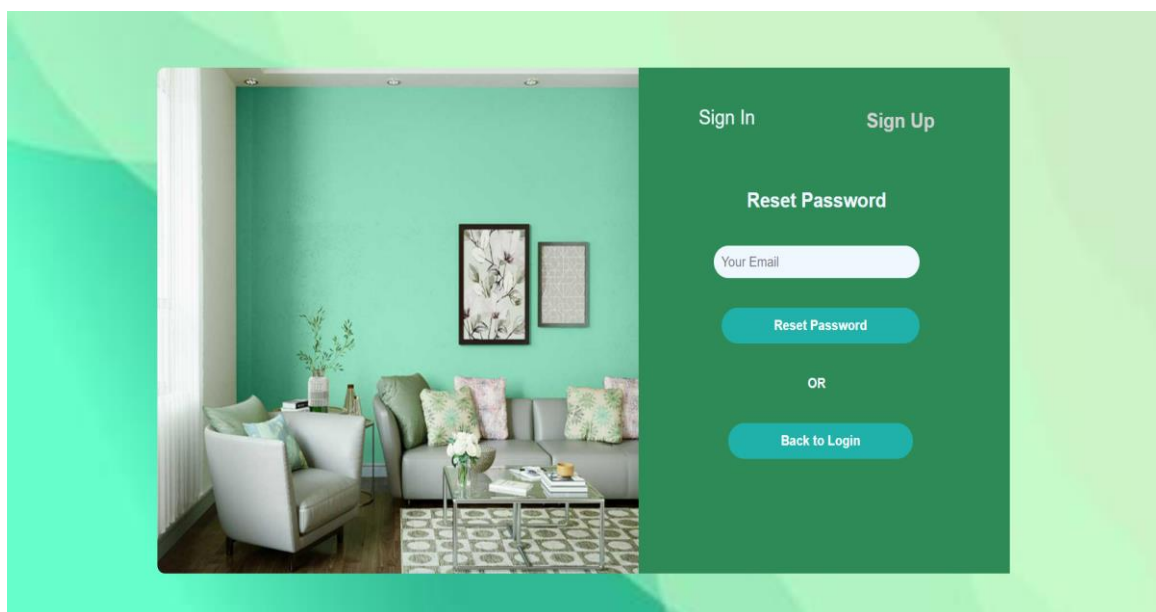 Sign In
Sign Up
Reset Password
Your Email
Reset Password
OR
Back to Login